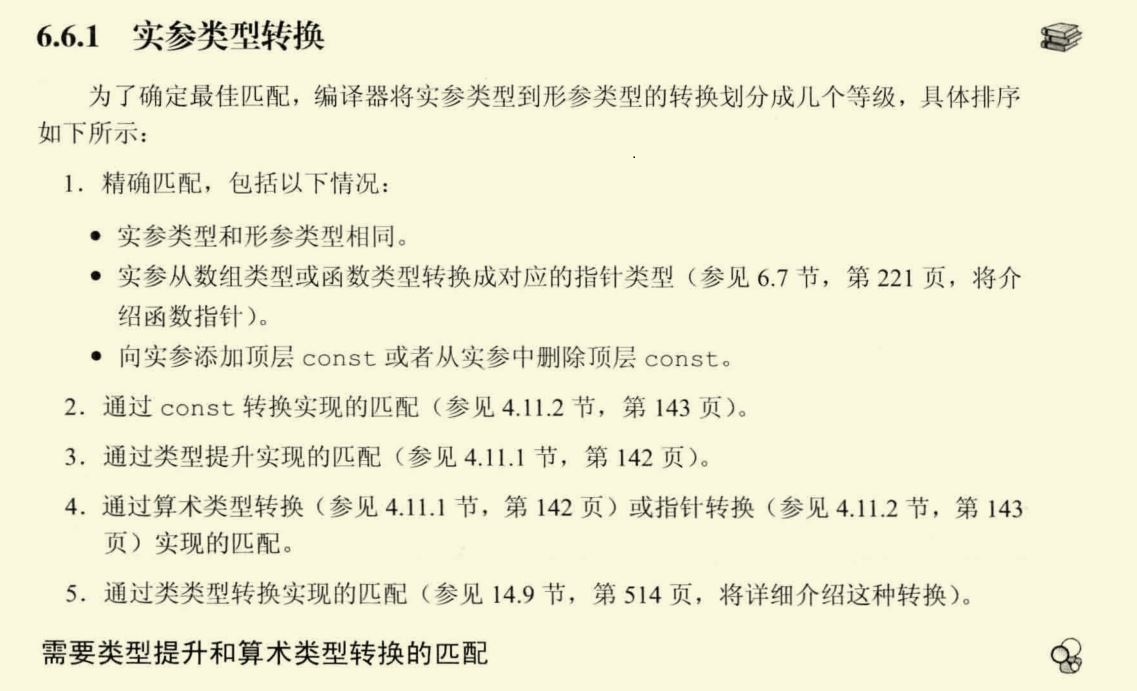 6.6.1 实参类型转换
为了确定最佳匹配，编译器将实参类型到形参类型的转换划分成几个等级，具体排序
如下所示：
1. 精确匹配，包括以下情况：
● 实参类型和形参类型相同。
● 实参从数组类型或函数类型转换成对应的指针类型（参见 6.7 节，第 221 页，将介
绍函数指针）。
● 向实参添加顶层 const 或者从实参中删除顶层 const。
2. 通过 const 转换实现的匹配（参见 4.11.2 节，第 143 页）。
3. 通过类型提升实现的匹配（参见 4.11.1 节，第 142 页）。
4. 通过算术类型转换（参见 4.11.1 节，第 142 页）或指针转换（参见 4.11.2 节，第 143
页）实现的匹配。
5. 通过类类型转换实现的匹配（参见 14.9 节，第 514 页，将详细介绍这种转换）。
需要类型提升和算术类型转换的匹配